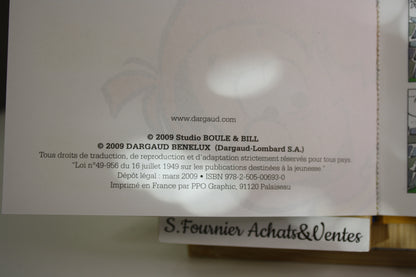 www.dargaud.com
© 2009 Studio BOULE & BILL
© 2009 DARGAUD BENELUX (Dargaud-Lombard S.A.)
Tous droits de traduction, de reproduction et d'adaptation strictement réservés pour tous pays.
"Loi n°49-956 du 16 juillet 1949 sur les publications destinées à la jeunesse."
Dépôt légal : mars 2009 • ISBN 978-2-505-00693-0
Imprimé en France par PPO Graphic, 91120 Palaiseau
S.Fournier Achats&Ventes